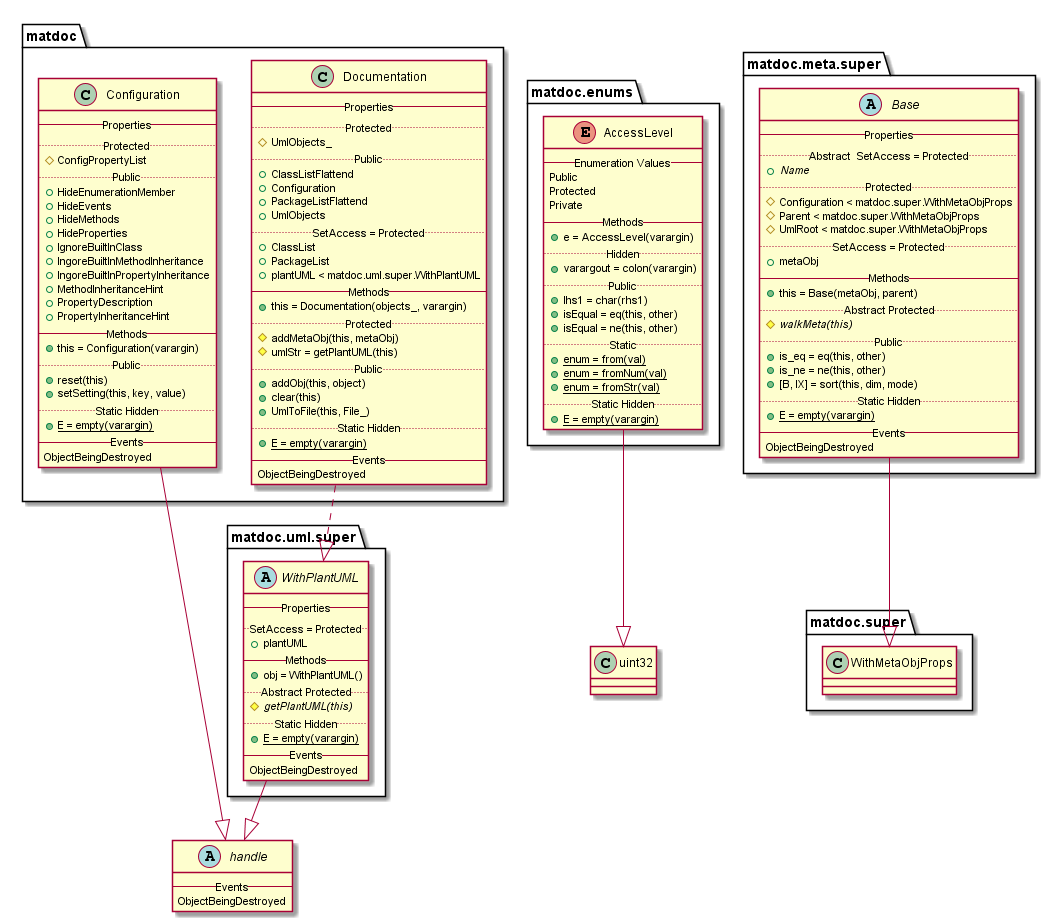 matdoc
C Configuration
Properties
Protected
ConfigPropertyList
Public
HideEnumerationMember
HideEvents
HideMethods
HideProperties
IgnoreBuiltInClass
IngoreBuiltInMethodInheritance
IngoreBuiltInPropertyInheritance
MethodInheritanceHint
PropertyDescription
PropertyInheritanceHint
Methods
this = Configuration(varargin)
Public
reset(this)
setSetting(this, key, value)
Static Hidden
E = empty(varargin)
Events
ObjectBeingDestroyed
C Documentation
Properties
Protected
UmlObjects_
Public
ClassListFlattend
Configuration
PackageListFlattend
UmlObjects
SetAccess = Protected
ClassList
PackageList
plantUML < matdoc.uml.super.WithPlantUML
Methods
this = Documentation(objects_, varargin)
Protected
addMetaObj(this, metaObj)
umlStr = getPlantUML(this)
Public
addObj(this, object)
clear(this)
UmlToFile(this, File_)
Static Hidden
E = empty(varargin)
Events
ObjectBeingDestroyed
matdoc.enums
E AccessLevel
Enumeration Values
Public
Protected
Private
Methods
e = AccessLevel(varargin)
Hidden
varargout = colon(varargin)
Public
lhs1 = char(rhs1)
isEqual = eq(this, other)
isEqual = ne(this, other)
Static
enum = from(val)
enum = fromNum(val)
enum = fromStr(val)
Static Hidden
E = empty(varargin)
matdoc.meta.super
A Base
Properties
Abstract SetAccess = Protected
Name
Protected
Configuration < matdoc.super.WithMetaObjProps
Parent < matdoc.super.WithMetaObjProps
UmlRoot < matdoc.super.WithMetaObjProps
SetAccess = Protected
metaObj
Methods
this = Base(metaObj, parent)
Abstract Protected
walkMeta(this)
Public
is_eq = eq(this, other)
is_ne = ne(this, other)
[B, IX] = sort(this, dim, mode)
Static Hidden
E = empty(varargin)
Events
ObjectBeingDestroyed
matdoc.uml.super
A WithPlantUML
Properties
SetAccess = Protected
plantUML
Methods
obj = WithPlantUML()
Abstract Protected
getPlantUML(this)
Static Hidden
E = empty(varargin)
Events
ObjectBeingDestroyed
C uint32
matdoc.super
C WithMetaObjProps
A handle
Events
ObjectBeingDestroyed